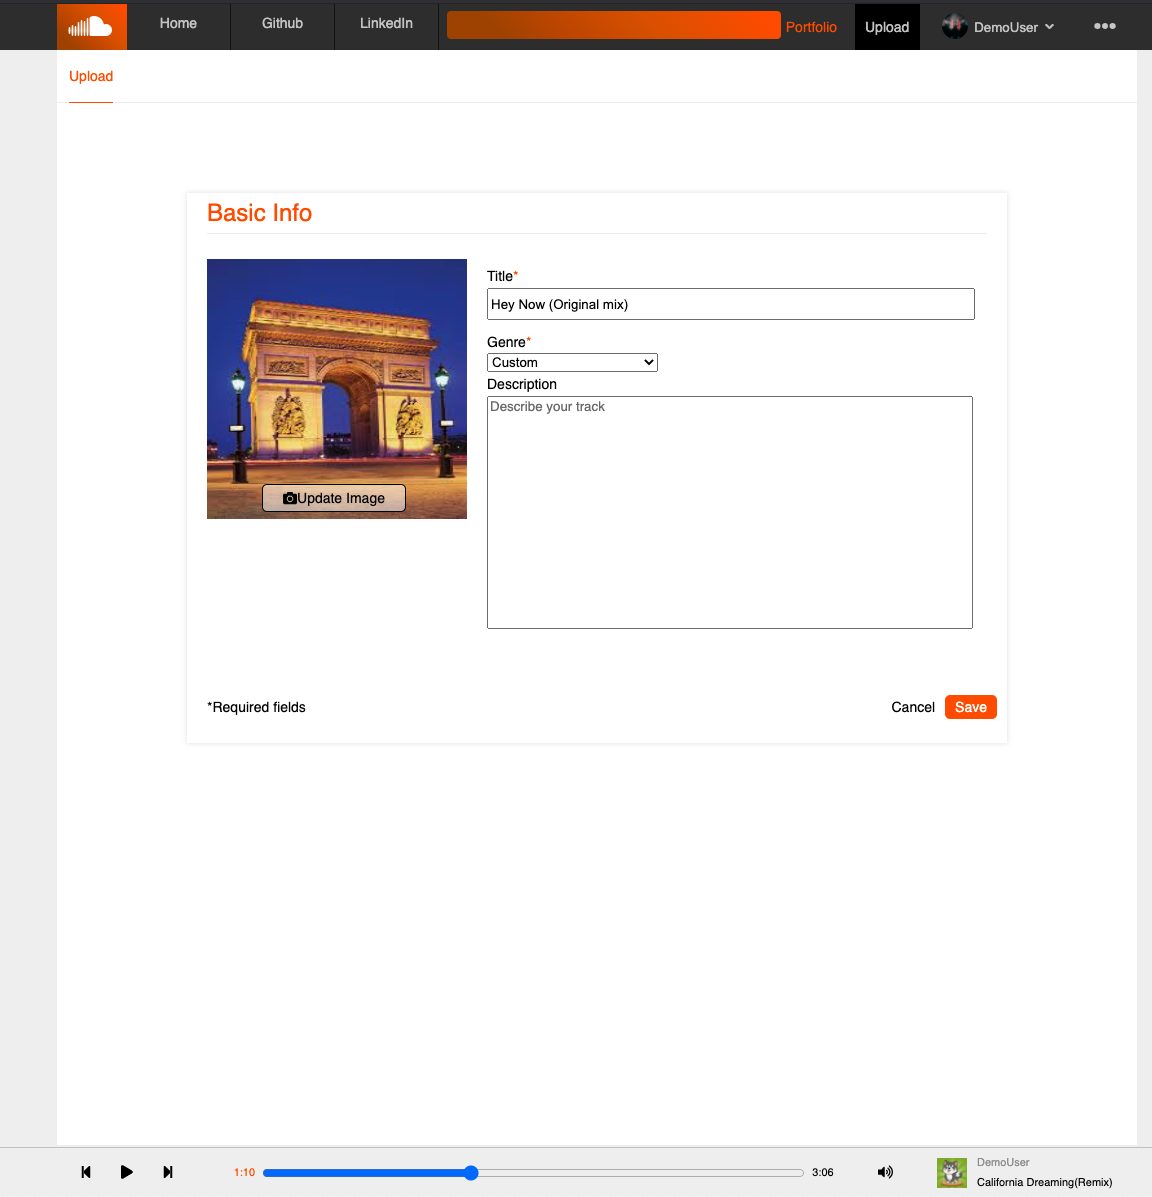 Home
Github
LinkedIn
Portfolio
Upload
DemoUser
Upload
Basic Info
Title*
Hey Now (Original mix)
Genre*
Custom
Description
Describe your track
Update Image
*Required fields
Cancel
Save
1:10
3:06
DemoUser
California Dreaming(Remix)